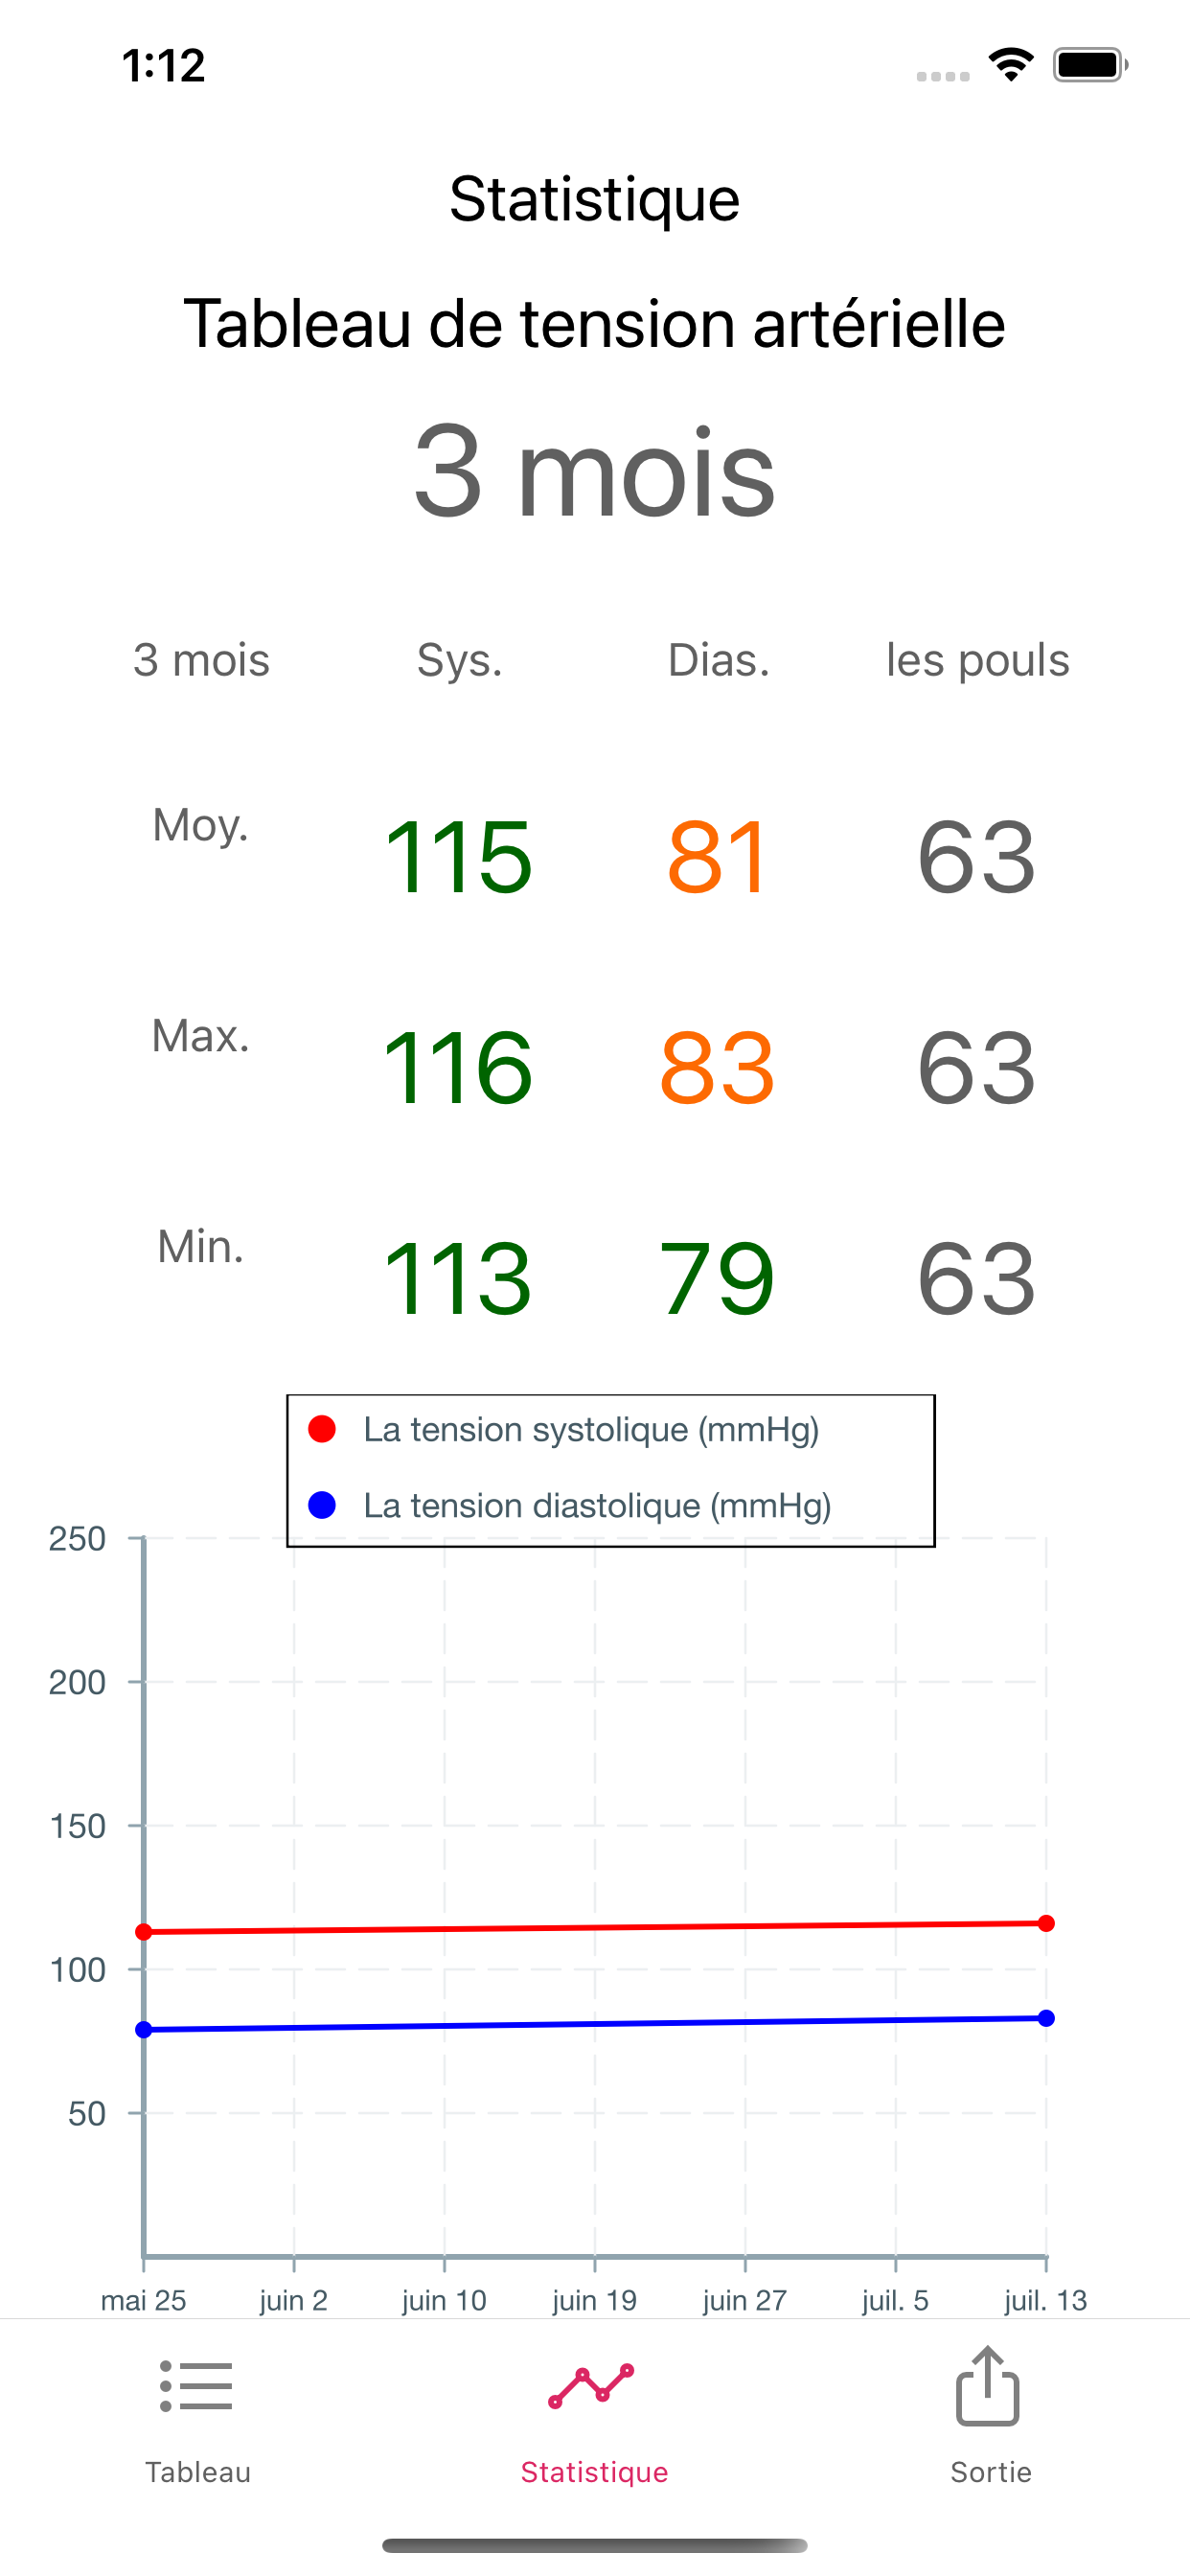 1:12
Statistique
Tableau de tension artérielle
3 mois
3 mois Sys. Dias. les pouls
Moy. 115 81 63
Max. 116 83 63
Min. 113 79 63
La tension systolique (mmHg)
La tension diastolique (mmHg)
250
200
150
100
50
mai 25 juin 2 juin 10 juin 19 juin 27 juil. 5 juil. 13
Tableau Statistique Sortie